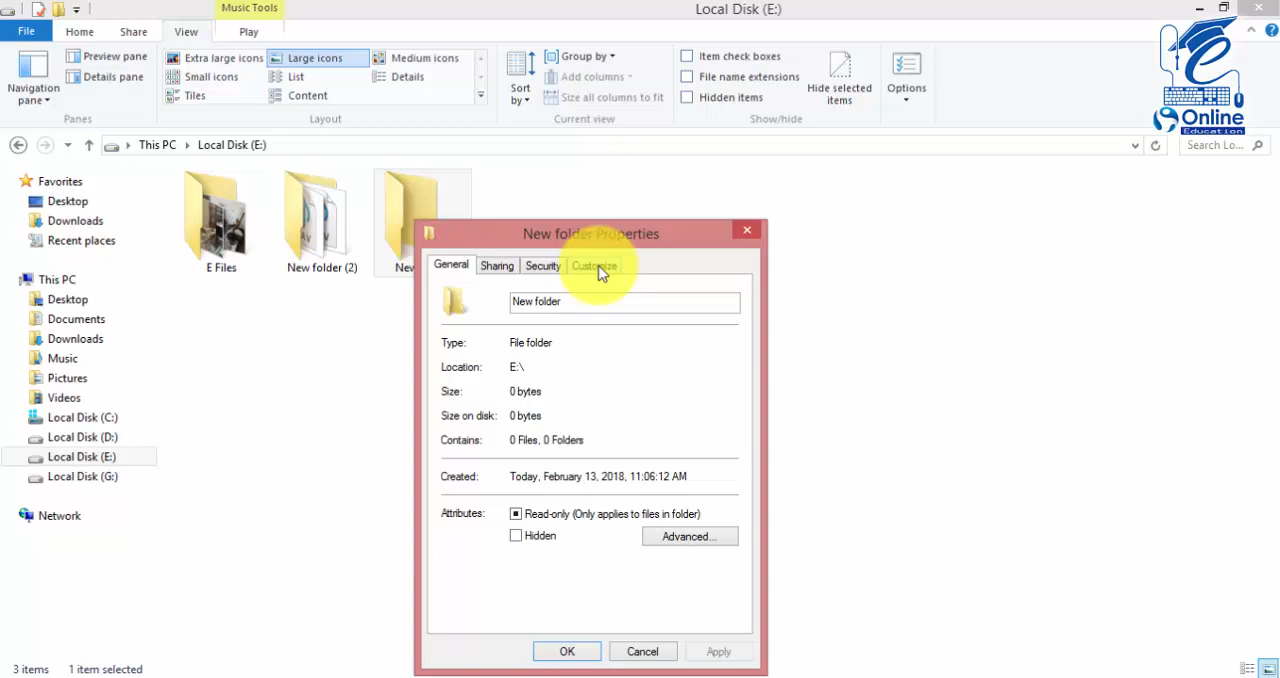 Music Tools
Local Disk (E:)
File Home Share View Play
Navigation pane
Preview pane
Details pane
Panes
Extra large icons Large icons Medium icons
Small icons List Details
Tiles Content
Layout
Sort by
Group by
Add columns
Size all columns to fit
Current view
Item check boxes
File name extensions
Hidden items
Hide selected items
Show/hide
Options
Online
Education
This PC Local Disk (E:)
Search Lo...
Favorites
Desktop
Downloads
Recent places
This PC
Desktop
Documents
Downloads
Music
Pictures
Videos
Local Disk (C:)
Local Disk (D:)
Local Disk (E:)
Local Disk (G:)
Network
E Files
New folder (2)
New
New folder Properties
General Sharing Security Customize
New folder
Type: File folder
Location: E:\
Size: 0 bytes
Size on disk: 0 bytes
Contains: 0 Files, 0 Folders
Created: Today, February 13, 2018, 11:06:12 AM
Attributes: Read-only (Only applies to files in folder)
Hidden
Advanced...
OK Cancel Apply
3 items 1 item selected